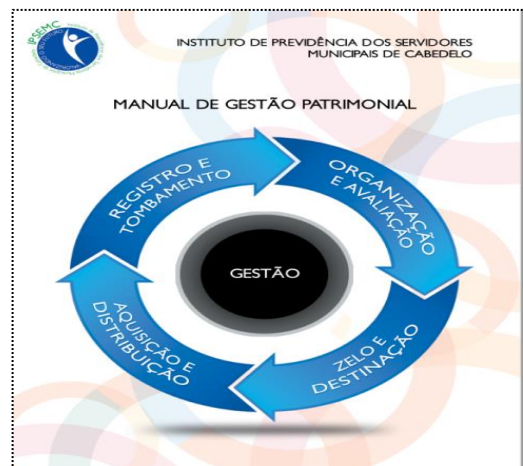 IPSEMC
INSTITUTO DE PREVIDÊNCIA DOS SERVIDORES
MUNICIPAIS DE CABEDELO
MANUAL DE GESTÃO PATRIMONIAL
REGISTRO E
TOMBAMENTO
ORGANIZAÇÃO
E AVALIAÇÃO
GESTÃO
AQUISIÇÃO E
DISTRIBUIÇÃO
ZELO E
DESTINAÇÃO